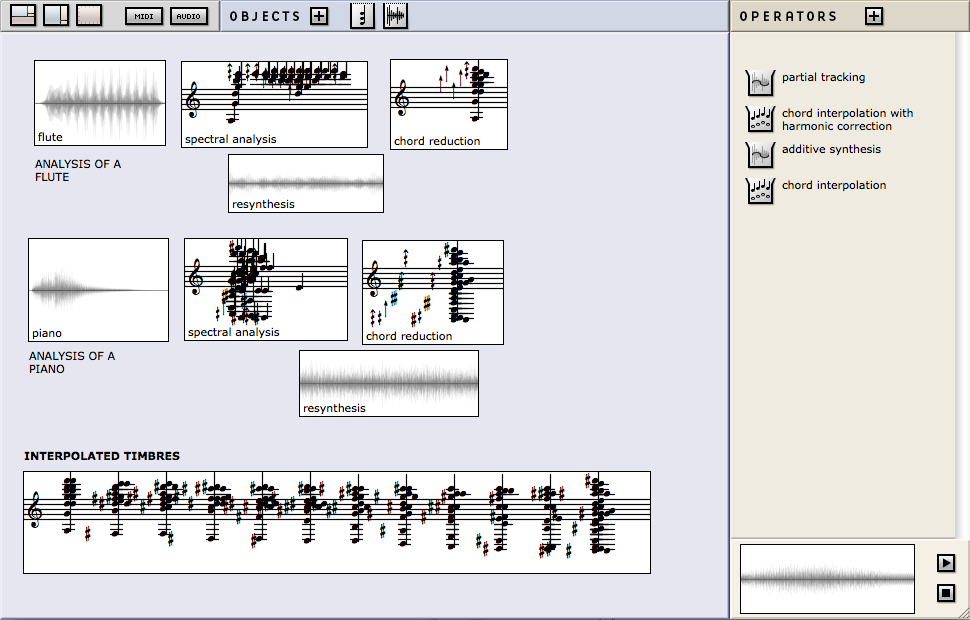 MIDI
AUDIO
OBJECTS
OPERATORS
flute
spectral analysis
chord reduction
ANALYSIS OF A
FLUTE
resynthesis
piano
spectral analysis
chord reduction
ANALYSIS OF A
PIANO
resynthesis
INTERPOLATED TIMBRES
partial tracking
chord interpolation with
harmonic correction
additive synthesis
chord interpolation